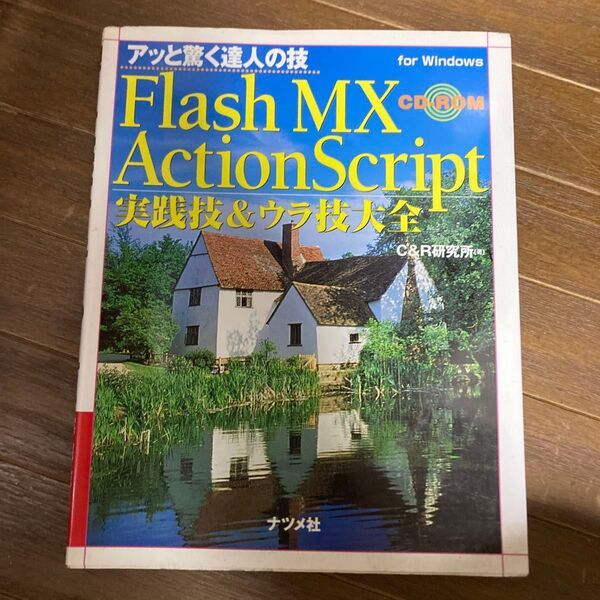 アッと驚く達人の技
for Windows
Flash MX
CD-ROM
ActionScript
実践技&ウラ技大全
C&R研究所[著]
ナツメ社